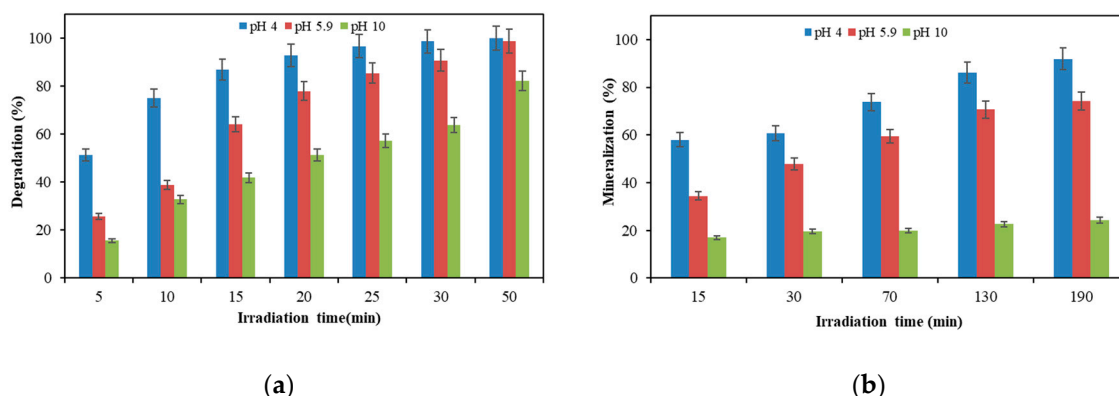 pH 4 pH 5.9 pH 10
100
80
60
40
20
0
Degradation (%)
5 10 15 20 25 30 50
Irradiation time(min)
(a)
pH 4 pH 5.9 pH 10
100
80
60
40
20
0
Mineralization (%)
15 30 70 130 190
Irradiation time (min)
(b)